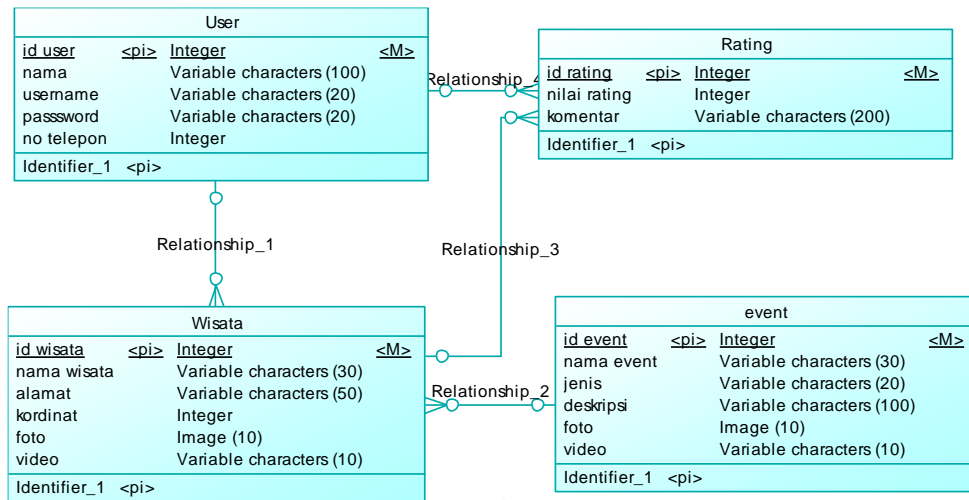 User
id user <pi> Integer <M>
nama Variable characters (100)
username Variable characters (20)
passsword Variable characters (20)
no telepon Integer
Identifier_1 <pi>
Relationship_4
Rating
id rating <pi> Integer <M>
nilai rating Integer
komentar Variable characters (200)
Identifier_1 <pi>
Relationship_1
Relationship_3
Wisata
id wisata <pi> Integer <M>
nama wisata Variable characters (30)
alamat Variable characters (50)
kordinat Integer
foto Image (10)
video Variable characters (10)
Identifier_1 <pi>
Relationship_2
event
id event <pi> Integer <M>
nama event Variable characters (30)
jenis Variable characters (20)
deskripsi Variable characters (100)
foto Image (10)
video Variable characters (10)
Identifier_1 <pi>